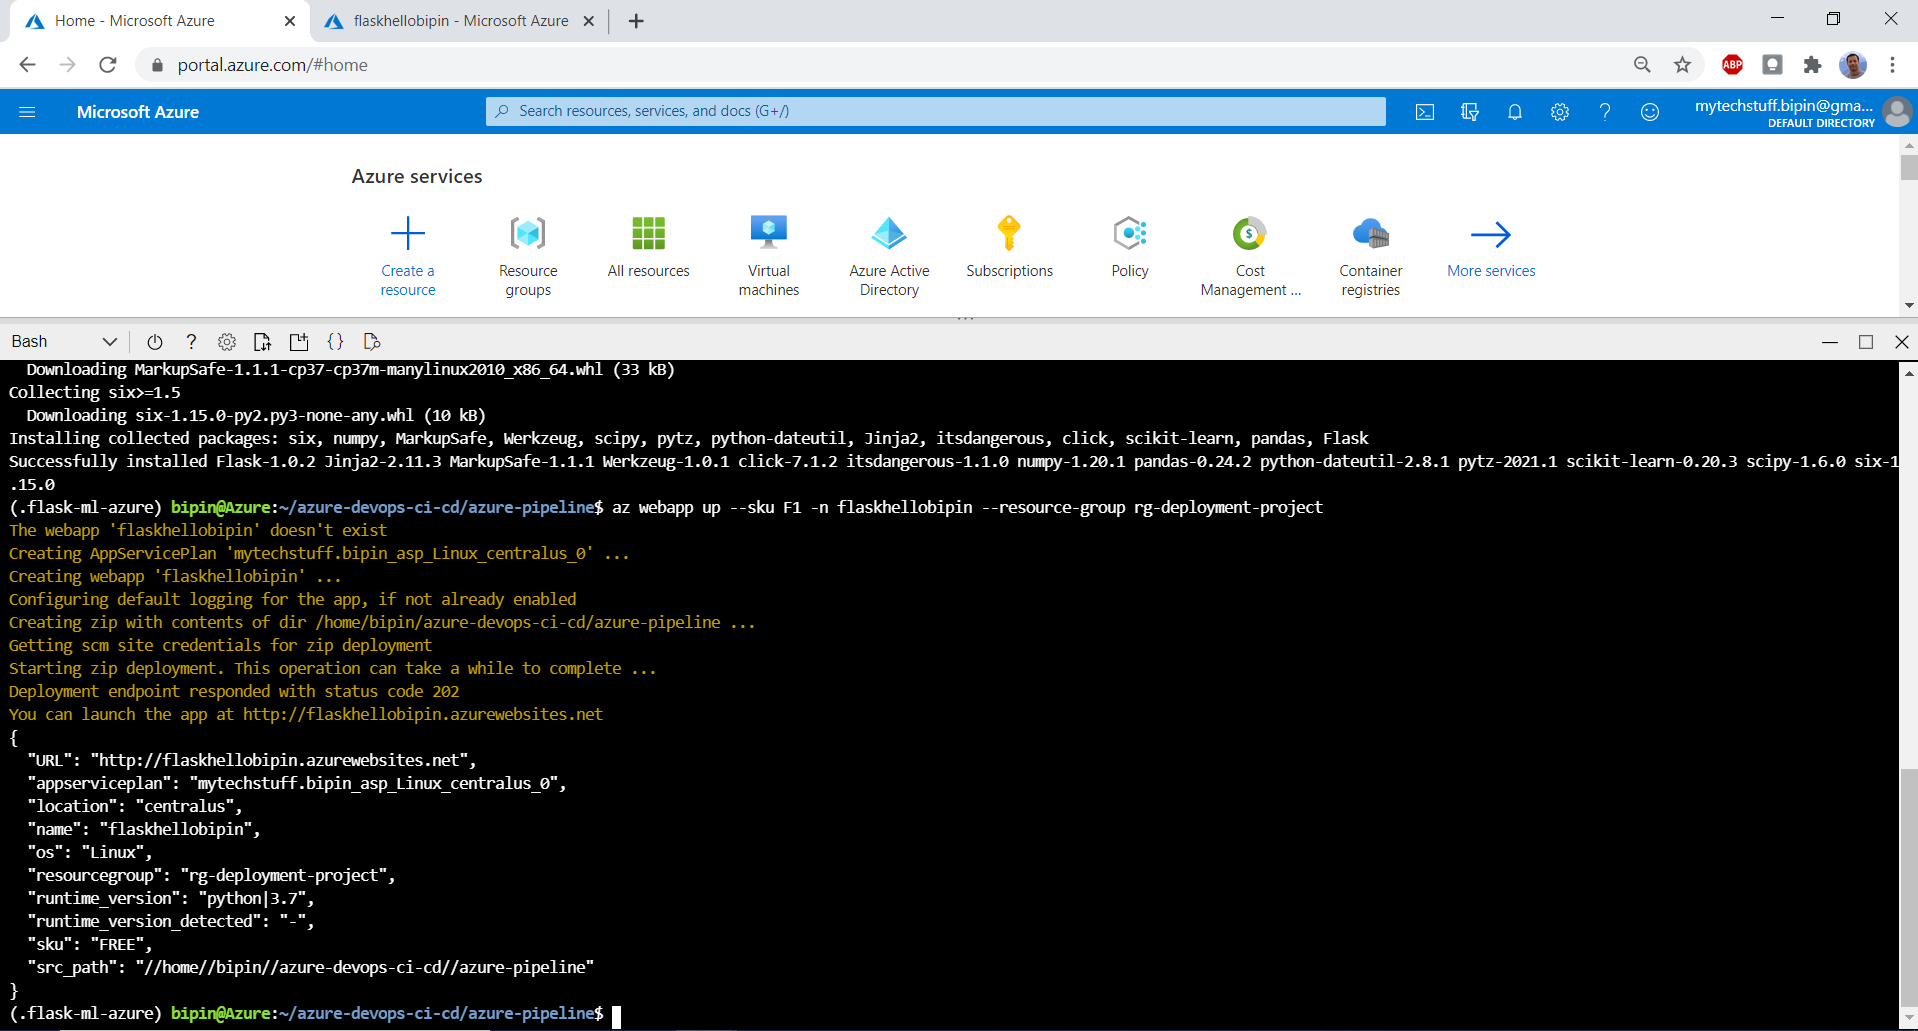 Home - Microsoft Azure
flaskhellobipin - Microsoft Azure
portal.azure.com/#home
ABP
Microsoft Azure
Search resources, services, and docs (G+/)
mytechstuff.bipin@gma...
DEFAULT DIRECTORY
Azure services
Create a
resource
Resource
groups
All resources
Virtual
machines
Azure Active
Directory
Subscriptions
Policy
Cost
Management ...
Container
registries
More services
Bash
Downloading MarkupSafe-1.1.1-cp37-cp37m-manylinux2010_x86_64.whl (33 kB)
Collecting six>=1.5
Downloading six-1.15.0-py2.py3-none-any.whl (10 kB)
Installing collected packages: six, numpy, MarkupSafe, Werkzeug, scipy, pytz, python-dateutil, Jinja2, itsdangerous, click, scikit-learn, pandas, Flask
Successfully installed Flask-1.0.2 Jinja2-2.11.3 MarkupSafe-1.1.1 Werkzeug-1.0.1 click-7.1.2 itsdangerous-1.1.0 numpy-1.20.1 pandas-0.24.2 python-dateutil-2.8.1 pytz-2021.1 scikit-learn-0.20.3 scipy-1.6.0 six-1
.15.0
(.flask-ml-azure) bipin@Azure:~/azure-devops-ci-cd/azure-pipeline$ az webapp up --sku F1 -n flaskhellobipin --resource-group rg-deployment-project
The webapp 'flaskhellobipin' doesn't exist
Creating AppServicePlan 'mytechstuff.bipin_asp_Linux_centralus_0' ...
Creating webapp 'flaskhellobipin' ...
Configuring default logging for the app, if not already enabled
Creating zip with contents of dir /home/bipin/azure-devops-ci-cd/azure-pipeline ...
Getting scm site credentials for zip deployment
Starting zip deployment. This operation can take a while to complete ...
Deployment endpoint responded with status code 202
You can launch the app at http://flaskhellobipin.azurewebsites.net
{
"URL": "http://flaskhellobipin.azurewebsites.net",
"appserviceplan": "mytechstuff.bipin_asp_Linux_centralus_0",
"location": "centralus",
"name": "flaskhellobipin",
"os": "Linux",
"resourcegroup": "rg-deployment-project",
"runtime_version": "python|3.7",
"runtime_version_detected": "-",
"sku": "FREE",
"src_path": "//home//bipin//azure-devops-ci-cd//azure-pipeline"
}
(.flask-ml-azure) bipin@Azure:~/azure-devops-ci-cd/azure-pipeline$